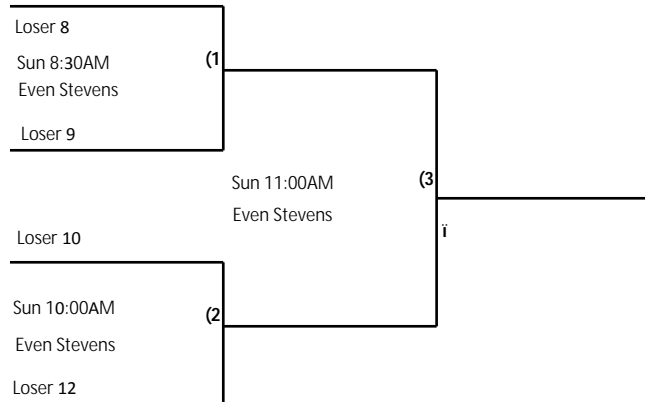 Loser 8
Sun 8:30AM
(1
Even Stevens
Loser 9
Sun 11:00AM
(3
Even Stevens
ï
Loser 10
Sun 10:00AM
(2
Even Stevens
Loser 12